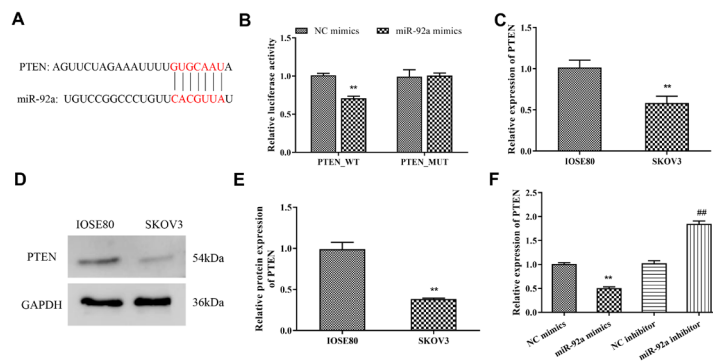 A
PTEN: AGUUCUAGAAAUUUUGUGCAAUA
miR-92a: UGUCCGGCCCUGUUCACGUUAU
B
NC mimics
miR-92a mimics
Relative luciferase activity
1.5
1.0
0.5
0.0
**
PTEN_WT
PTEN_MUT
C
Relative expression of PTEN
1.5
1.0
0.5
0.0
**
IOSE80
SKOV3
D
IOSE80
SKOV3
PTEN
54kDa
GAPDH
36kDa
E
Relative protein expression
of PTEN
1.5
1.0
0.5
0.0
**
IOSE80
SKOV3
F
Relative expression of PTEN
2.5
2.0
1.5
1.0
0.5
0.0
**
##
NC mimics
miR-92a mimics
NC inhibitor
miR-92a inhibitor